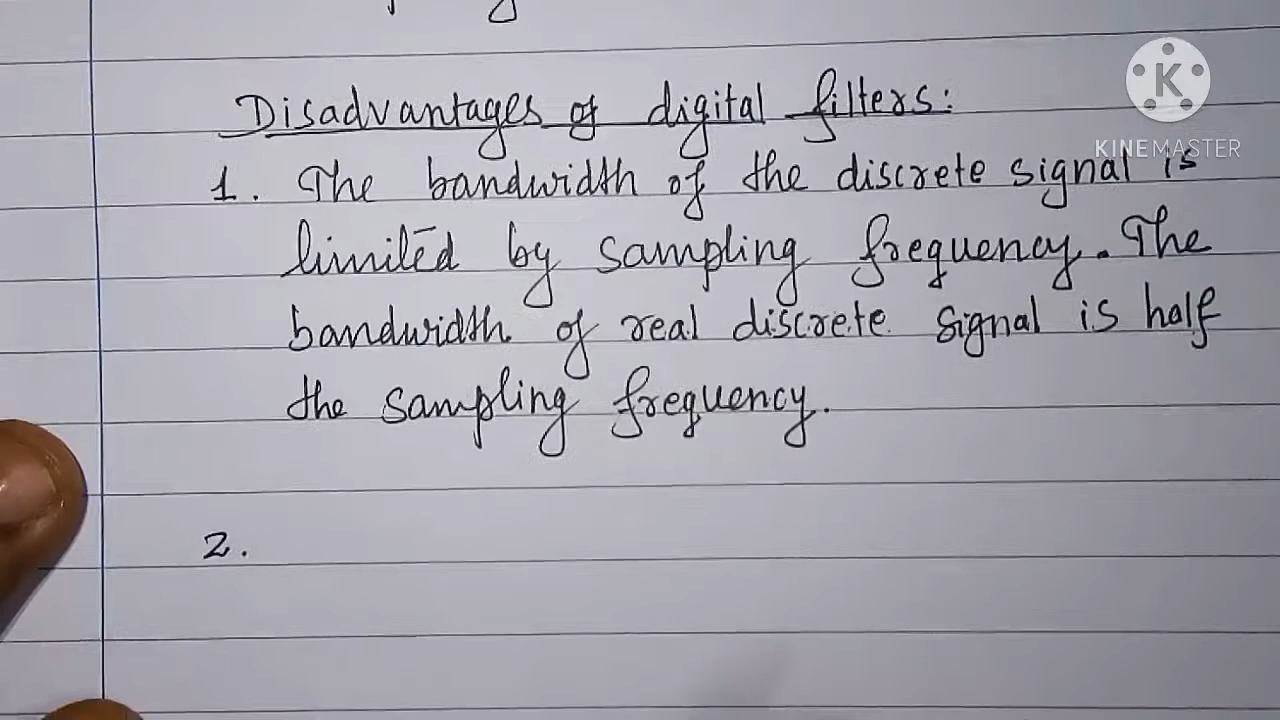 Disadvantages of digital filters:
1. The bandwidth of the discrete signal is
limited by sampling frequency. The
bandwidth of real discrete signal is half
the sampling frequency.
2.
K
KINEMASTER